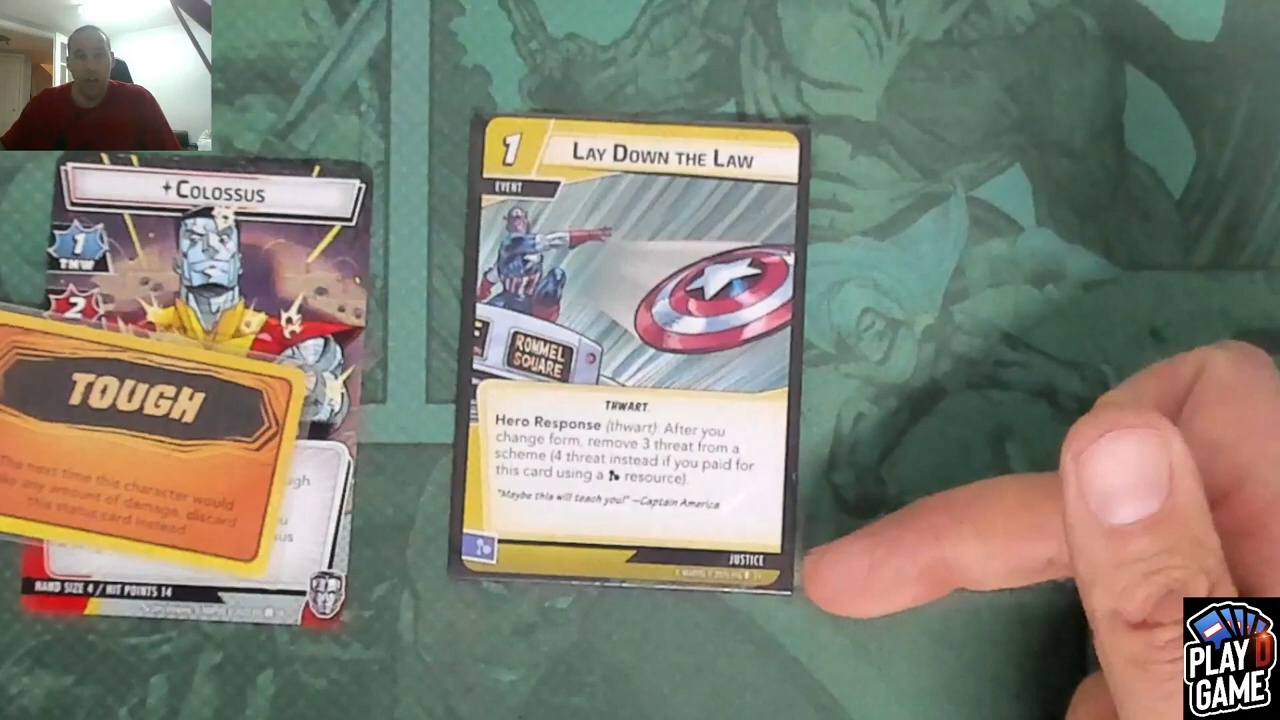 Colossus
1
THW
2
TOUGH
The next time this character would
take any amount of damage, discard
this status card instead.
HAND SIZE 4 / HIT POINTS 14
1
LAY DOWN THE LAW
EVENT
ROMMEL
SQUARE
THWART.
Hero Response (thwart): After you
change form, remove 3 threat from a
scheme (4 threat instead if you paid for
this card using a resource).
"Maybe this will teach you!" —Captain America
JUSTICE
PLAY D
GAME